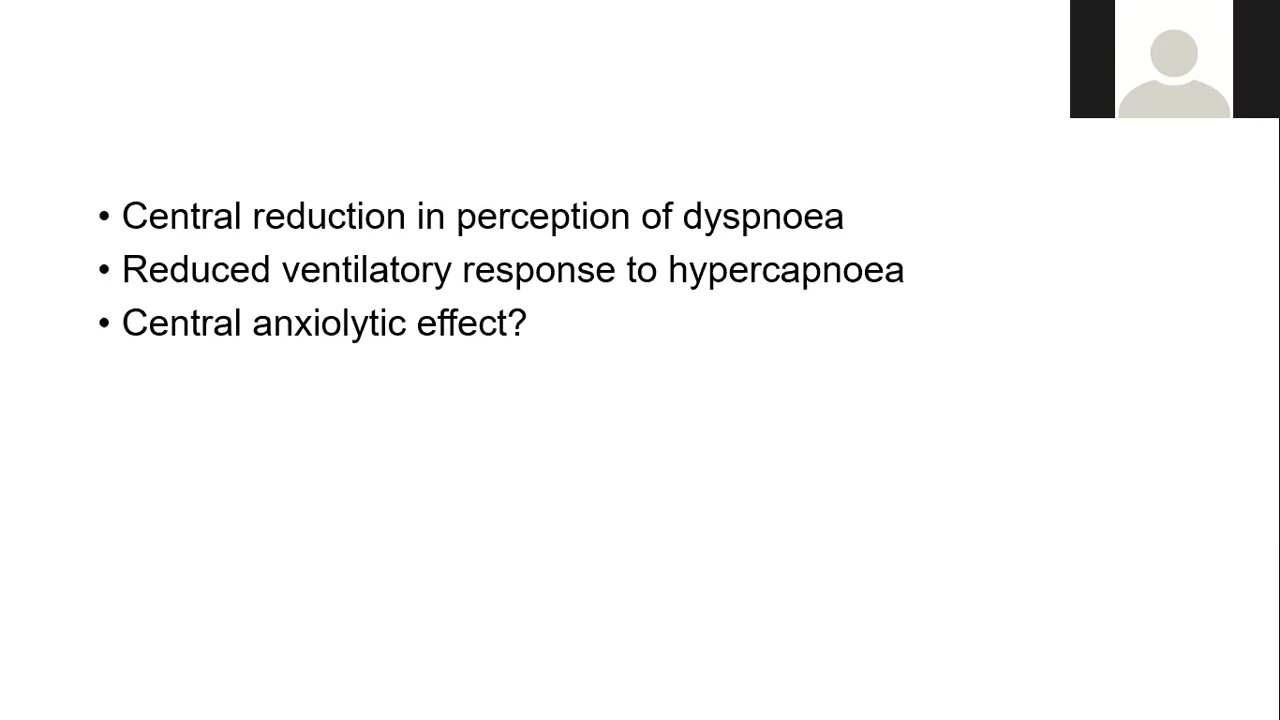 • Central reduction in perception of dyspnoea
• Reduced ventilatory response to hypercapnoea
• Central anxiolytic effect?